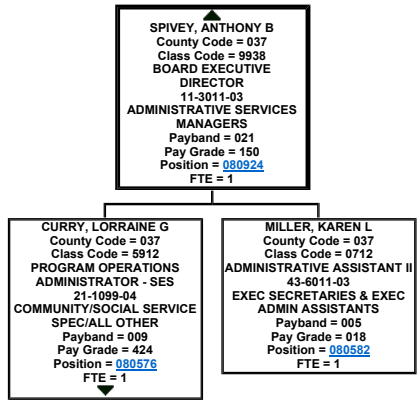 SPIVEY, ANTHONY B
County Code = 037
Class Code = 9938
BOARD EXECUTIVE
DIRECTOR
11-3011-03
ADMINISTRATIVE SERVICES
MANAGERS
Payband = 021
Pay Grade = 150
Position = 080924
FTE = 1
CURRY, LORRAINE G
County Code = 037
Class Code = 5912
PROGRAM OPERATIONS
ADMINISTRATOR - SES
21-1099-04
COMMUNITY/SOCIAL SERVICE
SPEC/ALL OTHER
Payband = 009
Pay Grade = 424
Position = 080576
FTE = 1
MILLER, KAREN L
County Code = 037
Class Code = 0712
ADMINISTRATIVE ASSISTANT II
43-6011-03
EXEC SECRETARIES & EXEC
ADMIN ASSISTANTS
Payband = 005
Pay Grade = 018
Position = 080582
FTE = 1